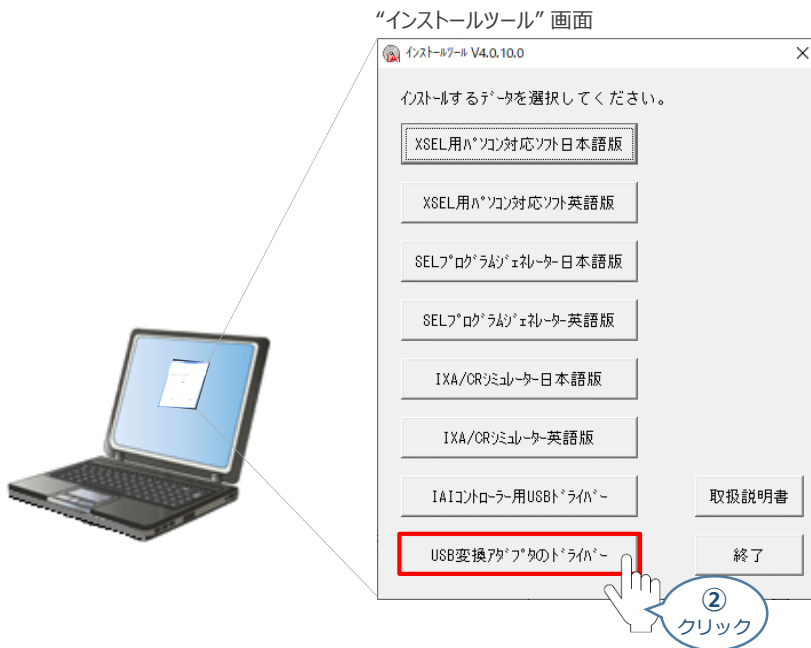 “インストールツール” 画面
インストールツール V4.0.10.0
インストールするデータを選択してください。
XSEL用パソコン対応ソフト日本語版
XSEL用パソコン対応ソフト英語版
SELプログラムジェネレーター日本語版
SELプログラムジェネレーター英語版
IXA/CRシミュレーター日本語版
IXA/CRシミュレーター英語版
IAIコントローラー用USBドライバー
取扱説明書
USB変換アダプタのドライバー
終了
②
クリック